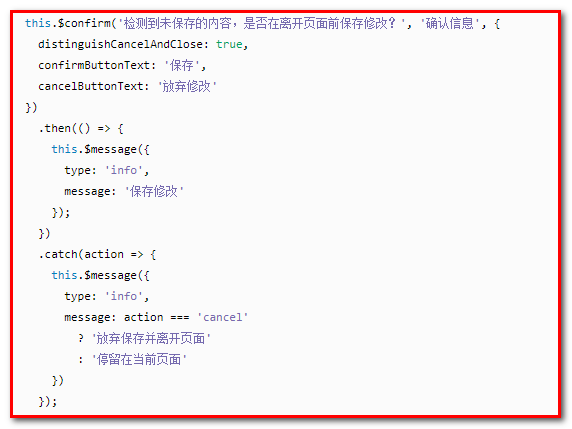 this.$confirm('检测到未保存的内容，是否在离开页面前保存修改？', '确认信息', {
distinguishCancelAndClose: true,
confirmButtonText: '保存',
cancelButtonText: '放弃修改'
})
.then(() => {
this.$message({
type: 'info',
message: '保存修改'
});
})
.catch(action => {
this.$message({
type: 'info',
message: action === 'cancel'
? '放弃保存并离开页面'
: '停留在当前页面'
})
});